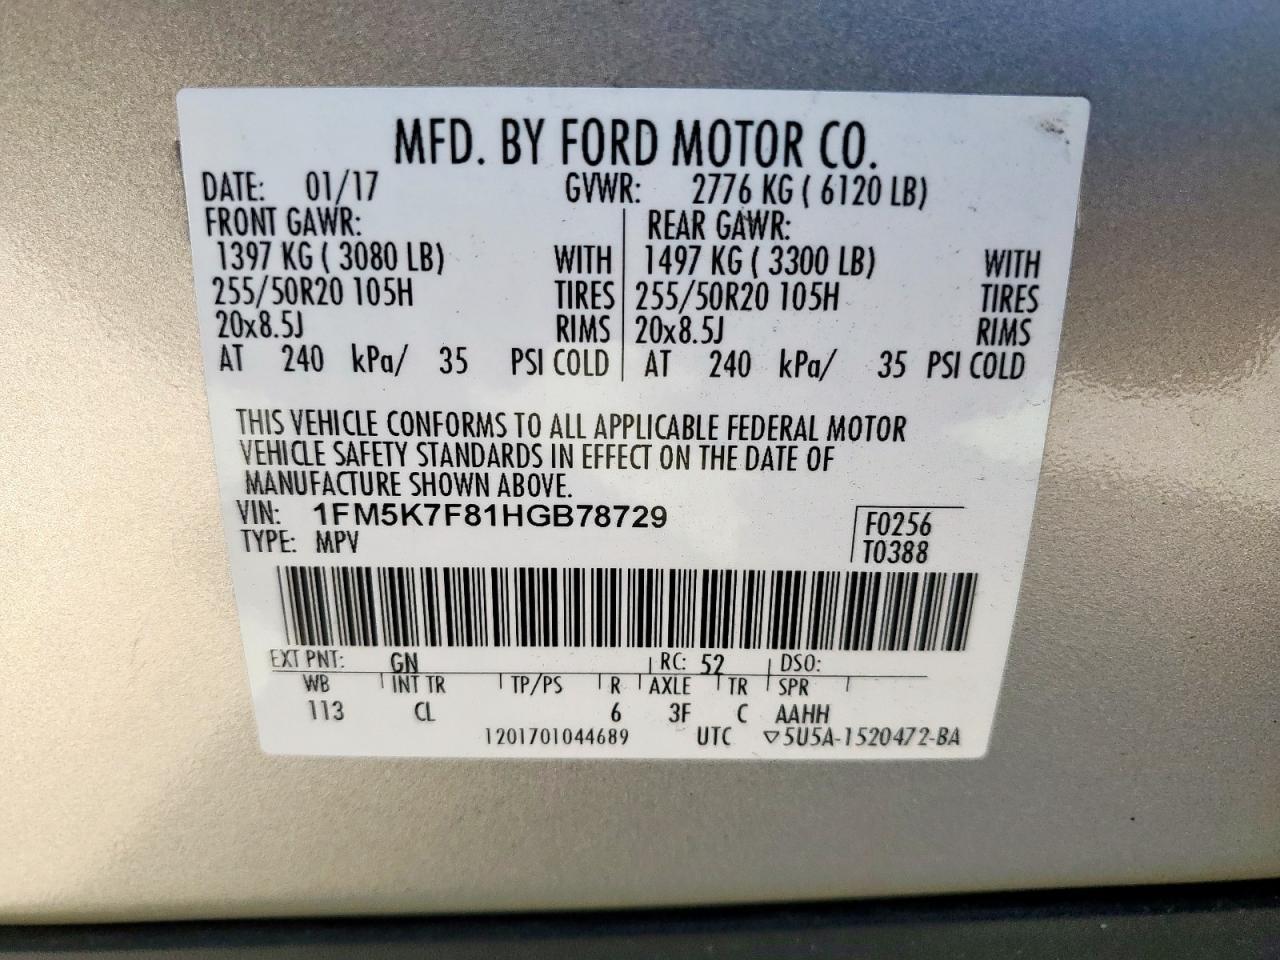 MFD. BY FORD MOTOR CO.
DATE: 01/17 GVWR: 2776 KG ( 6120 LB)
FRONT GAWR: REAR GAWR:
1397 KG ( 3080 LB) WITH 1497 KG ( 3300 LB) WITH
255/50R20 105H TIRES 255/50R20 105H TIRES
20x8.5J RIMS 20x8.5J RIMS
AT 240 kPa/ 35 PSI COLD AT 240 kPa/ 35 PSI COLD
THIS VEHICLE CONFORMS TO ALL APPLICABLE FEDERAL MOTOR
VEHICLE SAFETY STANDARDS IN EFFECT ON THE DATE OF
MANUFACTURE SHOWN ABOVE.
VIN: 1FM5K7F81HGB78729 F0256
TYPE: MPV T0388
EXT PNT: GN RC: 52 DSO:
WB INT TR TP/PS R AXLE TR SPR
113 CL 6 3F C AAHH
1201701044689 UTC ▽5U5A-1520472-BA